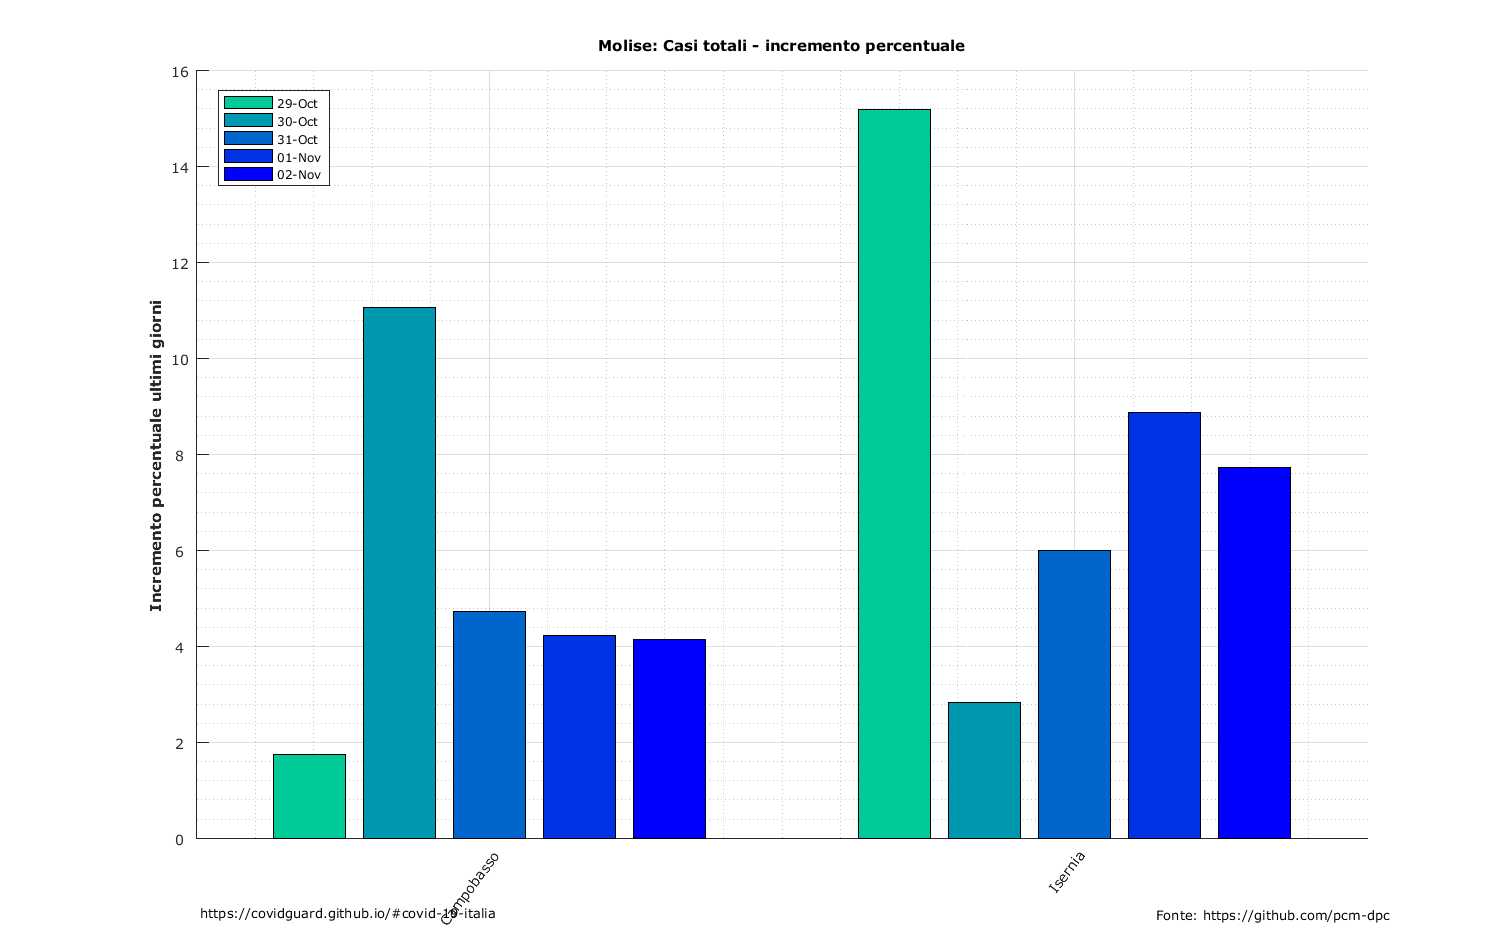 Molise: Casi totali - incremento percentuale
16
14
12
10
8
6
4
2
0
Incremento percentuale ultimi giorni
29-Oct
30-Oct
31-Oct
01-Nov
02-Nov
Campobasso
Isernia
https://covidguard.github.io/#covid-19-italia
Fonte: https://github.com/pcm-dpc